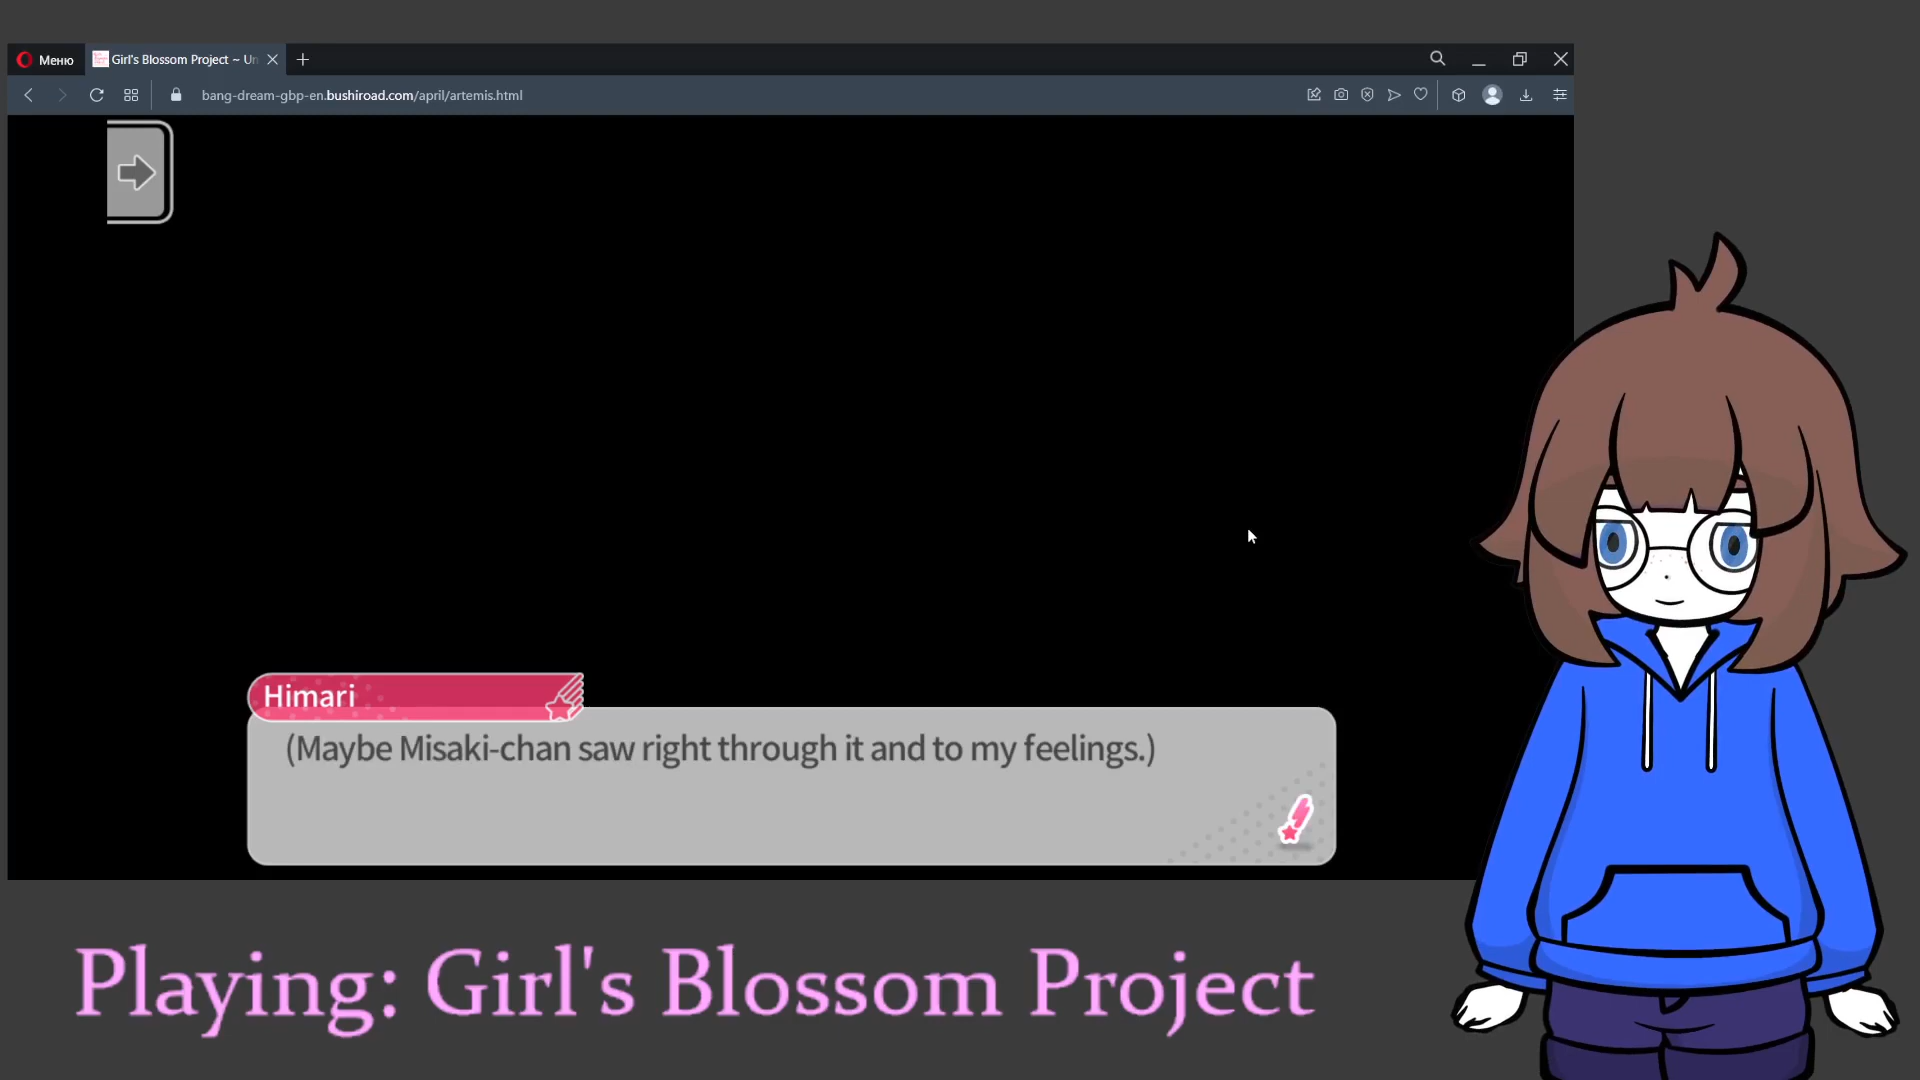 Меню
Girl's Blossom Project ~ Un
bang-dream-gbp-en.bushiroad.com/april/artemis.html
Himari
(Maybe Misaki-chan saw right through it and to my feelings.)
Playing: Girl's Blossom Project